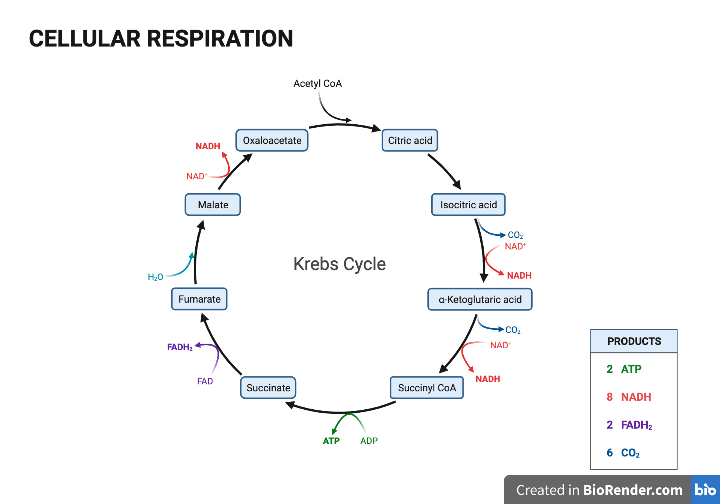 CELLULAR RESPIRATION
Acetyl CoA
Oxaloacetate
Citric acid
NADH
NAD⁺
Malate
Isocitric acid
CO₂
NAD⁺
NADH
Krebs Cycle
H₂O
Fumarate
α-Ketoglutaric acid
CO₂
NAD⁺
NADH
FADH₂
FAD
Succinate
Succinyl CoA
ATP
ADP
PRODUCTS
2 ATP
8 NADH
2 FADH₂
6 CO₂
Created in BioRender.com bio